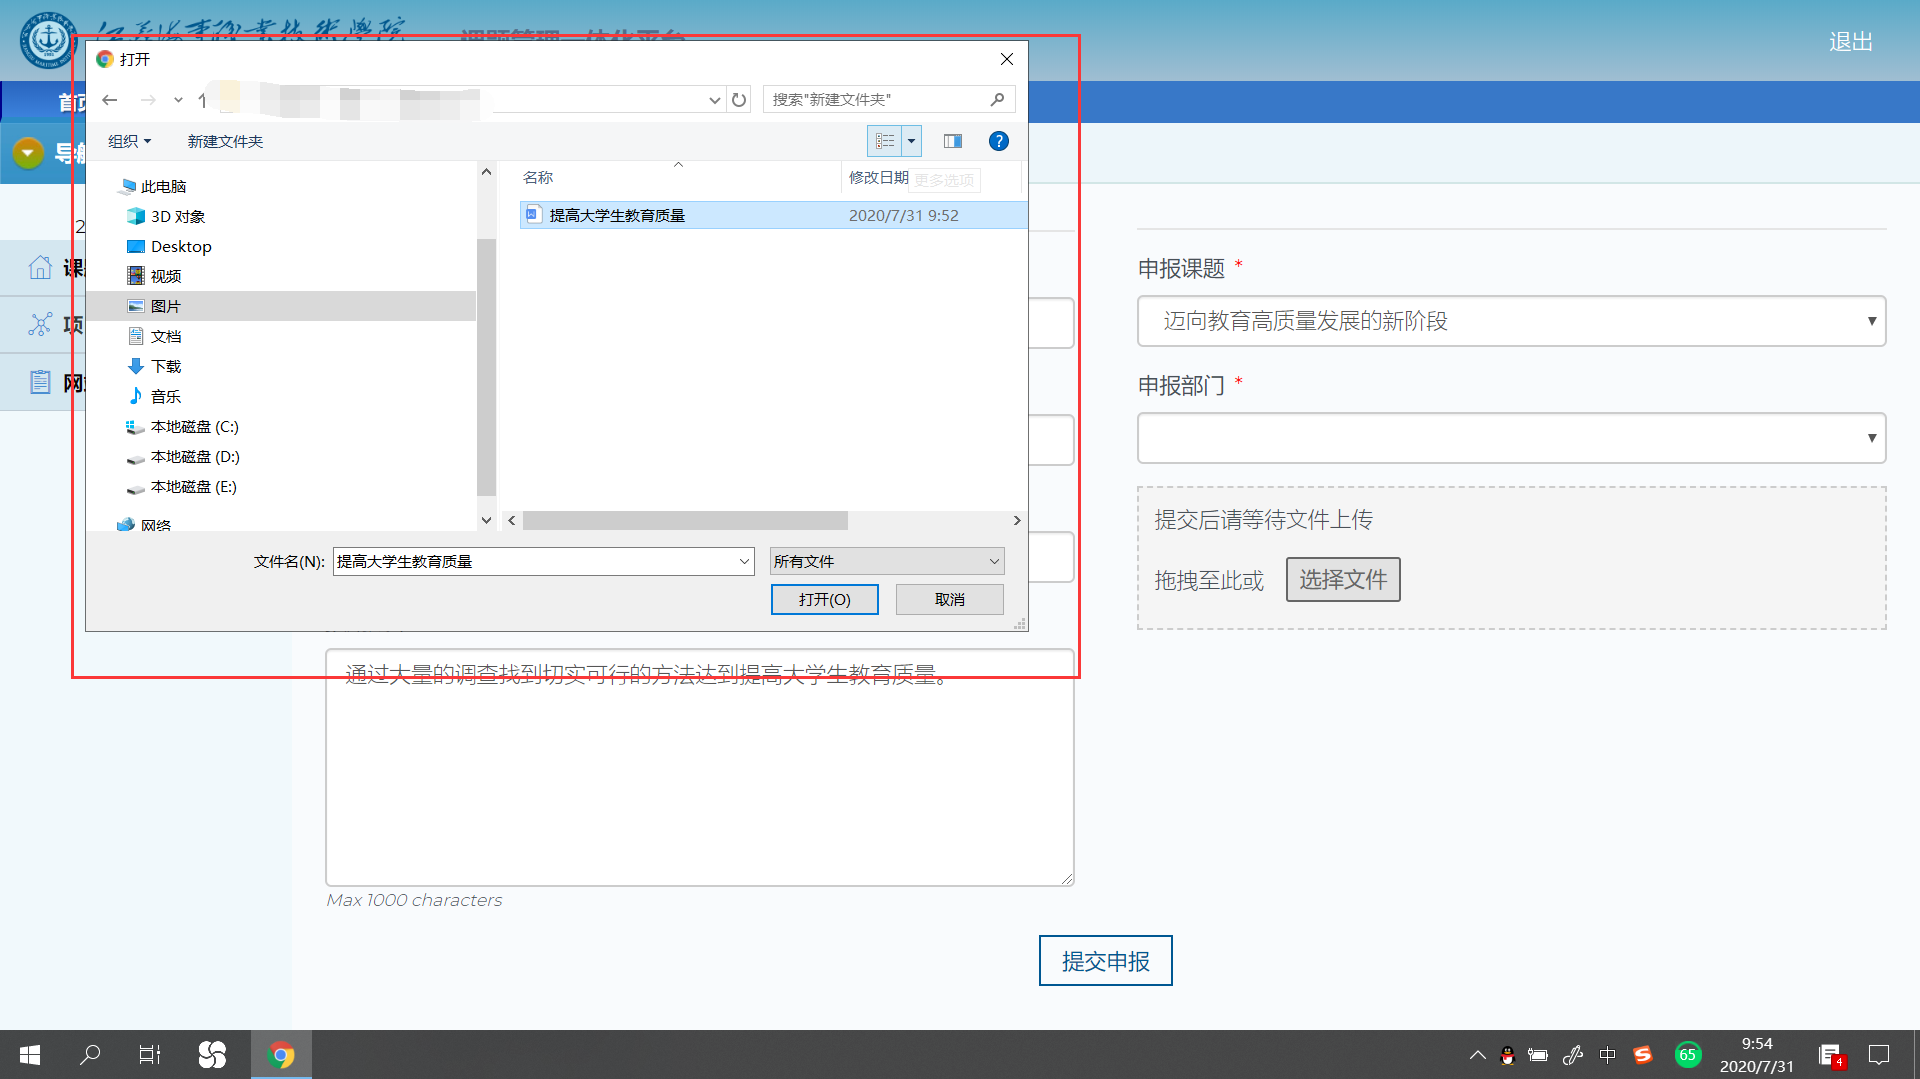 退出
打开
搜索"新建文件夹"
组织
新建文件夹
此电脑
3D 对象
Desktop
视频
图片
文档
下载
音乐
本地磁盘 (C:)
本地磁盘 (D:)
本地磁盘 (E:)
网络
名称
修改日期
更多选项
提高大学生教育质量
2020/7/31 9:52
文件名(N):
提高大学生教育质量
所有文件
打开(O)
取消
申报课题 *
迈向教育高质量发展的新阶段
申报部门 *
提交后请等待文件上传
拖拽至此或
选择文件
通过大量的调查找到切实可行的方法达到提高大学生教育质量。
Max 1000 characters
提交申报
中
65
9:54
2020/7/31
4